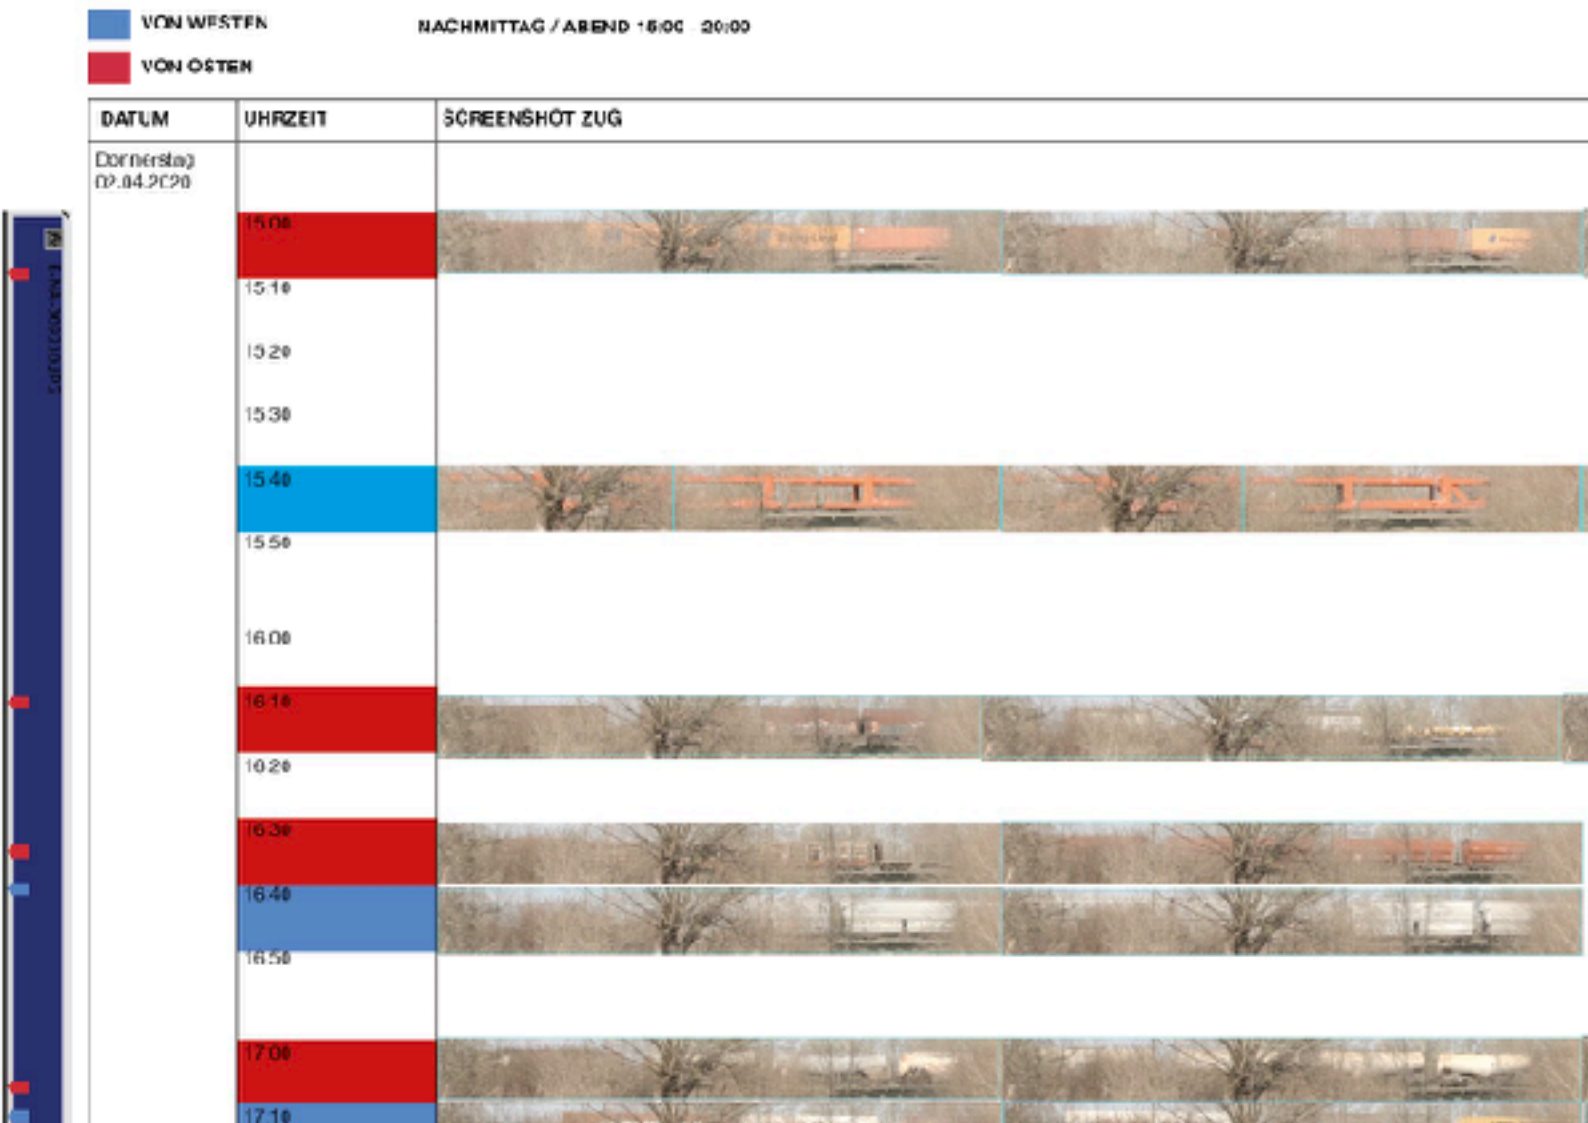 VON WESTEN
NACHMITTAG / ABEND 15:00 - 20:00
VON OSTEN
DATUM
UHRZEIT
SCREENSHOT ZUG
Donnerstag
02.04.2020
15:00
15:10
15:20
15:30
15:40
15:50
16:00
16:10
16:20
16:30
16:40
16:50
17:00
17:10